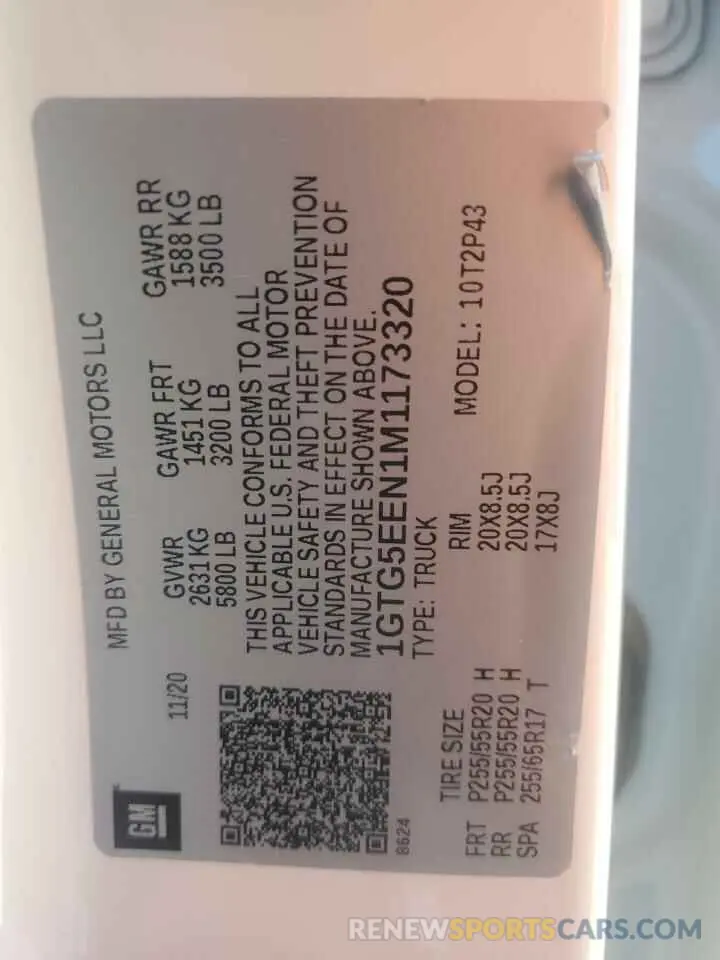 GM
MFD BY GENERAL MOTORS LLC
11/20
GVWR GAWR FRT GAWR RR
2631 KG 1451 KG 1588 KG
5800 LB 3200 LB 3500 LB
THIS VEHICLE CONFORMS TO ALL
APPLICABLE U.S. FEDERAL MOTOR
VEHICLE SAFETY AND THEFT PREVENTION
STANDARDS IN EFFECT ON THE DATE OF
MANUFACTURE SHOWN ABOVE.
1GTG5EEN1M1173320
TYPE: TRUCK
8624
MODEL: 10T2P43
TIRE SIZE RIM
FRT P255/55R20 H 20X8.5J
RR P255/55R20 H 20X8.5J
SPA 255/65R17 T 17X8J
RENEWSPORTSCARS.COM